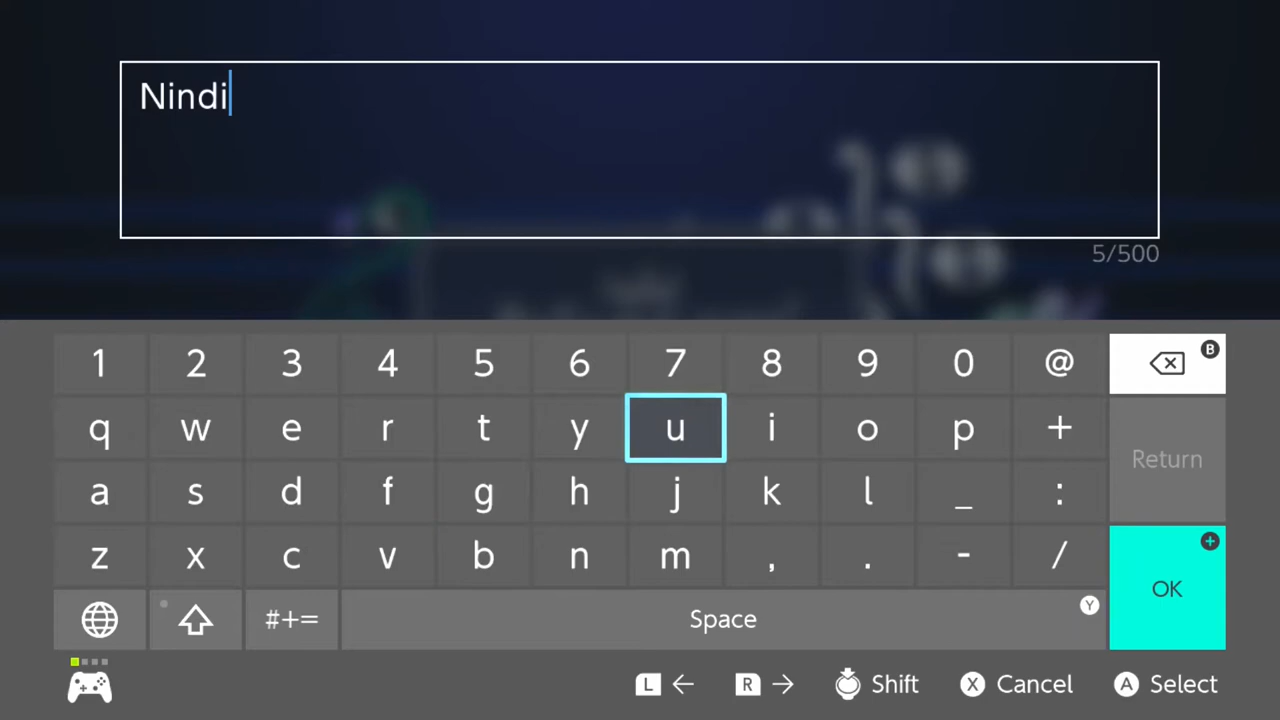 Nindi
5/500
1 2 3 4 5 6 7 8 9 0 @ B
q w e r t y u i o p +
Return
a s d f g h j k l _ :
z x c v b n m , . - /
+
OK
#+= Space Y
L ← R → Shift X Cancel A Select